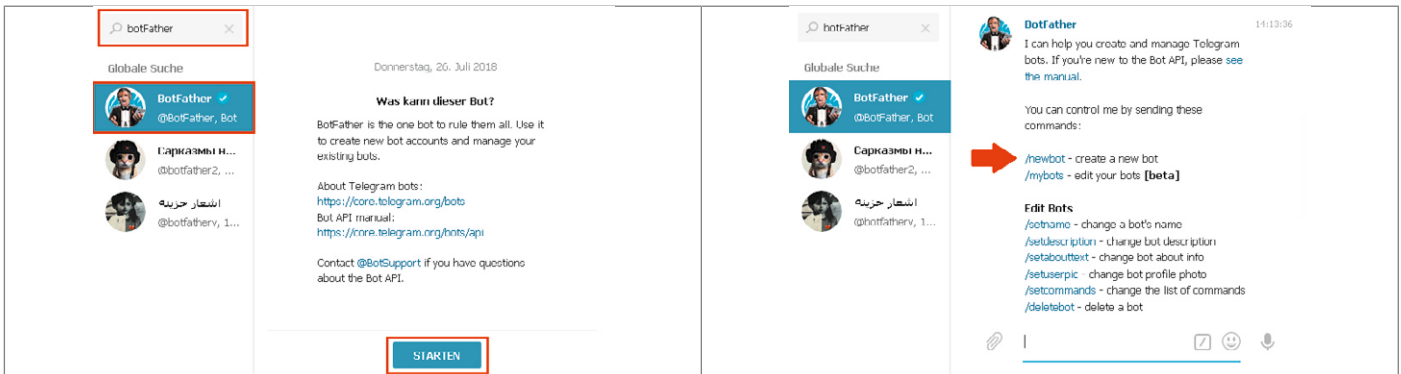 botFather
Globale Suche
BotFather
@BotFather, Bot
Сарказмы н...
@botfather2, ...
اشعار حزينه
@botfatherv, 1...
Donnerstag, 26. Juli 2018
Was kann dieser Bot?
BotFather is the one bot to rule them all. Use it
to create new bot accounts and manage your
existing bots.
About Telegram bots:
https://core.telegram.org/bots
Bot API manual:
https://core.telegram.org/bots/api
Contact @BotSupport if you have questions
about the Bot API.
STARTEN
botFather
Globale Suche
BotFather
@BotFather, Bot
Сарказмы н...
@botfather2, ...
اشعار حزينه
@botfatherv, 1...
BotFather 14:13:36
I can help you create and manage Telegram
bots. If you're new to the Bot API, please see
the manual.
You can control me by sending these
commands:
/newbot - create a new bot
/mybots - edit your bots [beta]
Edit Bots
/setname - change a bot's name
/setdescription - change bot description
/setabouttext - change bot about info
/setuserpic - change bot profile photo
/setcommands - change the list of commands
/deletebot - delete a bot